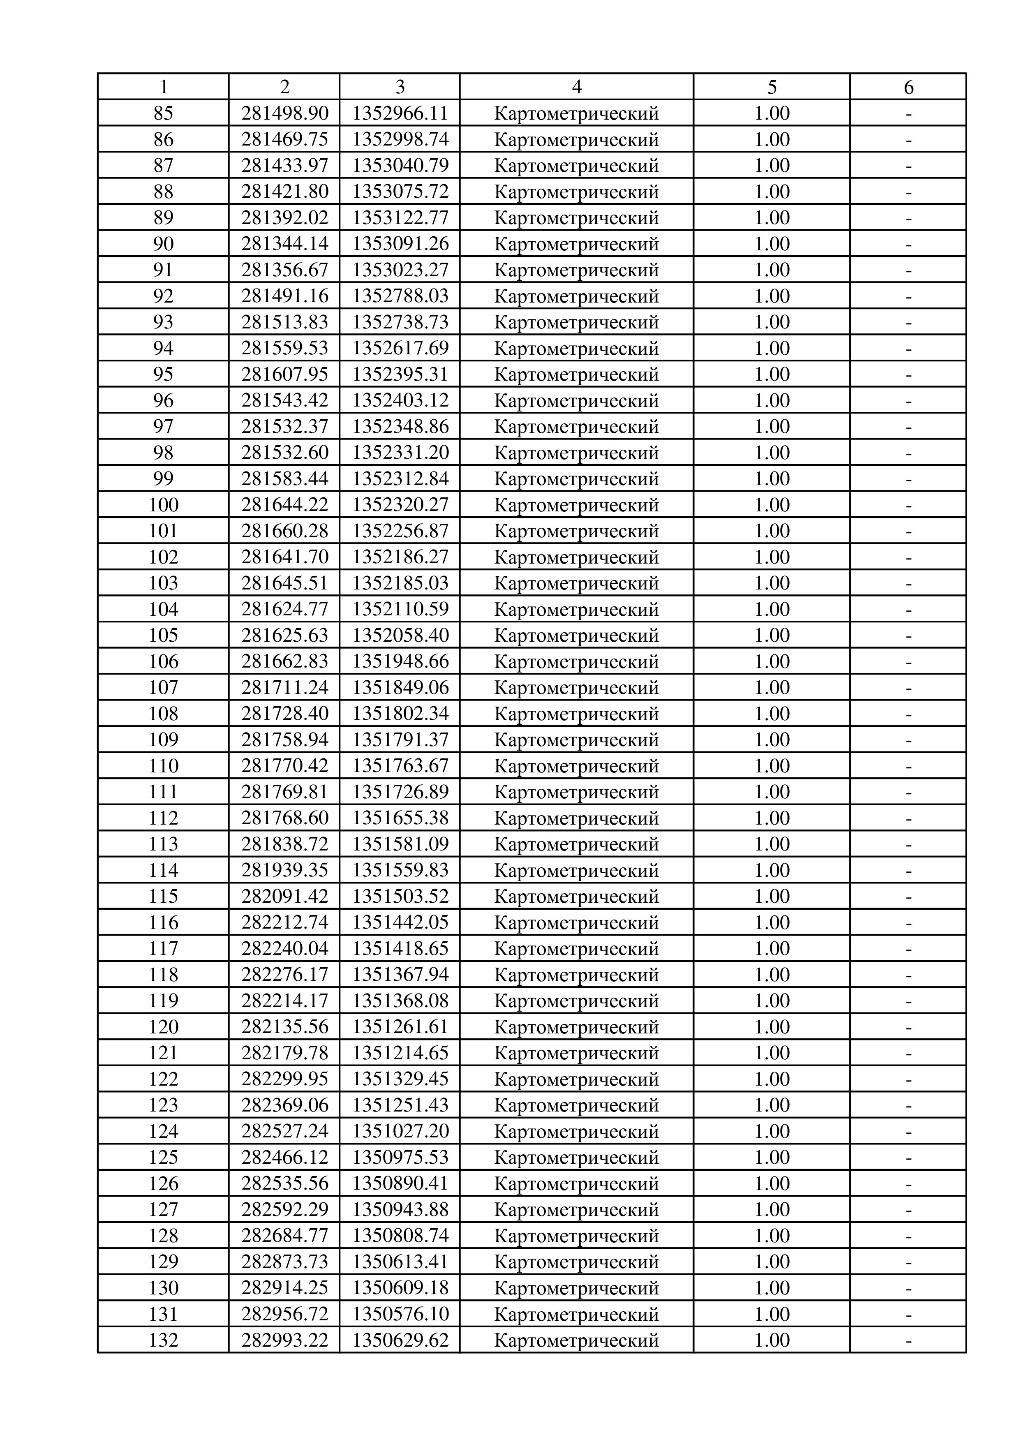 1 2 3 4 5 6
85 281498.90 1352966.11 Картометрический 1.00 -
86 281469.75 1352998.74 Картометрический 1.00 -
87 281433.97 1353040.79 Картометрический 1.00 -
88 281421.80 1353075.72 Картометрический 1.00 -
89 281392.02 1353122.77 Картометрический 1.00 -
90 281344.14 1353091.26 Картометрический 1.00 -
91 281356.67 1353023.27 Картометрический 1.00 -
92 281491.16 1352788.03 Картометрический 1.00 -
93 281513.83 1352738.73 Картометрический 1.00 -
94 281559.53 1352617.69 Картометрический 1.00 -
95 281607.95 1352395.31 Картометрический 1.00 -
96 281543.42 1352403.12 Картометрический 1.00 -
97 281532.37 1352348.86 Картометрический 1.00 -
98 281532.60 1352331.20 Картометрический 1.00 -
99 281583.44 1352312.84 Картометрический 1.00 -
100 281644.22 1352320.27 Картометрический 1.00 -
101 281660.28 1352256.87 Картометрический 1.00 -
102 281641.70 1352186.27 Картометрический 1.00 -
103 281645.51 1352185.03 Картометрический 1.00 -
104 281624.77 1352110.59 Картометрический 1.00 -
105 281625.63 1352058.40 Картометрический 1.00 -
106 281662.83 1351948.66 Картометрический 1.00 -
107 281711.24 1351849.06 Картометрический 1.00 -
108 281728.40 1351802.34 Картометрический 1.00 -
109 281758.94 1351791.37 Картометрический 1.00 -
110 281770.42 1351763.67 Картометрический 1.00 -
111 281769.81 1351726.89 Картометрический 1.00 -
112 281768.60 1351655.38 Картометрический 1.00 -
113 281838.72 1351581.09 Картометрический 1.00 -
114 281939.35 1351559.83 Картометрический 1.00 -
115 282091.42 1351503.52 Картометрический 1.00 -
116 282212.74 1351442.05 Картометрический 1.00 -
117 282240.04 1351418.65 Картометрический 1.00 -
118 282276.17 1351367.94 Картометрический 1.00 -
119 282214.17 1351368.08 Картометрический 1.00 -
120 282135.56 1351261.61 Картометрический 1.00 -
121 282179.78 1351214.65 Картометрический 1.00 -
122 282299.95 1351329.45 Картометрический 1.00 -
123 282369.06 1351251.43 Картометрический 1.00 -
124 282527.24 1351027.20 Картометрический 1.00 -
125 282466.12 1350975.53 Картометрический 1.00 -
126 282535.56 1350890.41 Картометрический 1.00 -
127 282592.29 1350943.88 Картометрический 1.00 -
128 282684.77 1350808.74 Картометрический 1.00 -
129 282873.73 1350613.41 Картометрический 1.00 -
130 282914.25 1350609.18 Картометрический 1.00 -
131 282956.72 1350576.10 Картометрический 1.00 -
132 282993.22 1350629.62 Картометрический 1.00 -